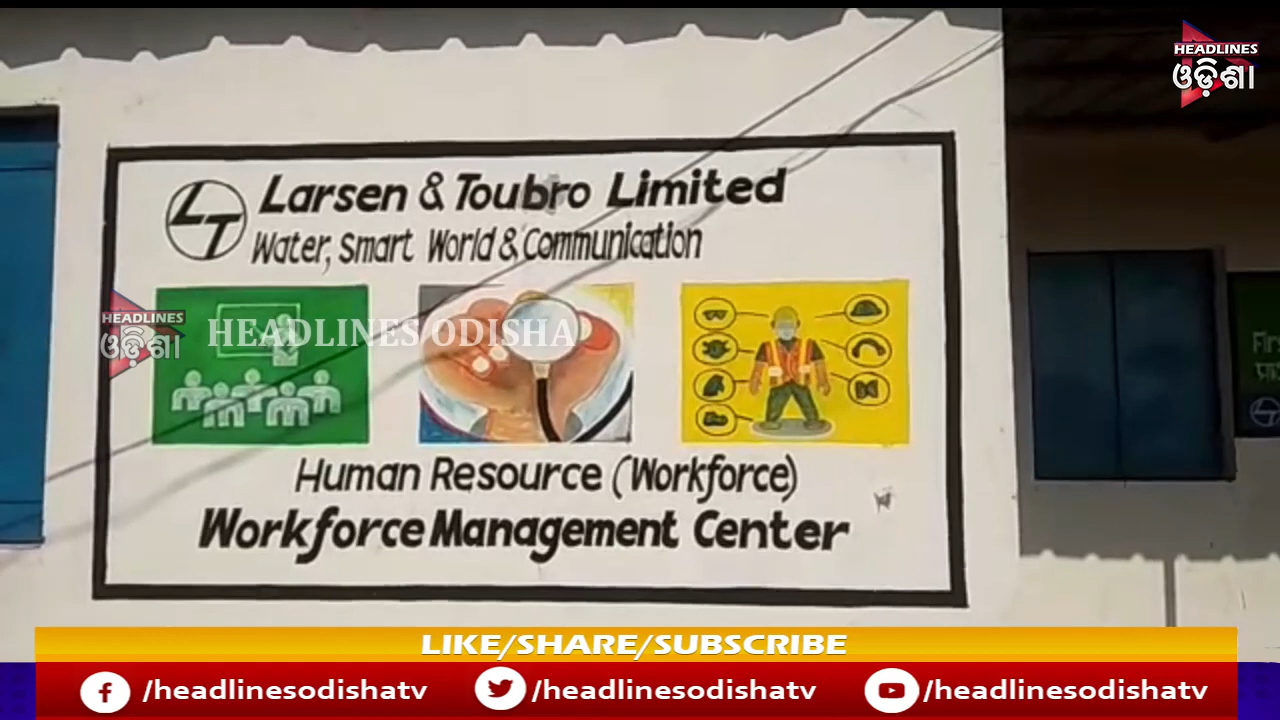 HEADLINES
ଓଡ଼ିଶା
LT
Larsen & Toubro Limited
Water, Smart World & Communication
HEADLINES
ଓଡ଼ିଶା
HEADLINES ODISHA
Human Resource (Workforce)
Workforce Management Center
LIKE/SHARE/SUBSCRIBE
/headlinesodishatv
/headlinesodishatv
/headlinesodishatv